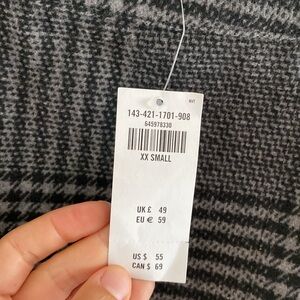 143-421-1701-908
645978330
XX SMALL
UK £ 49
EU € 59
US $ 55
CAN $ 69